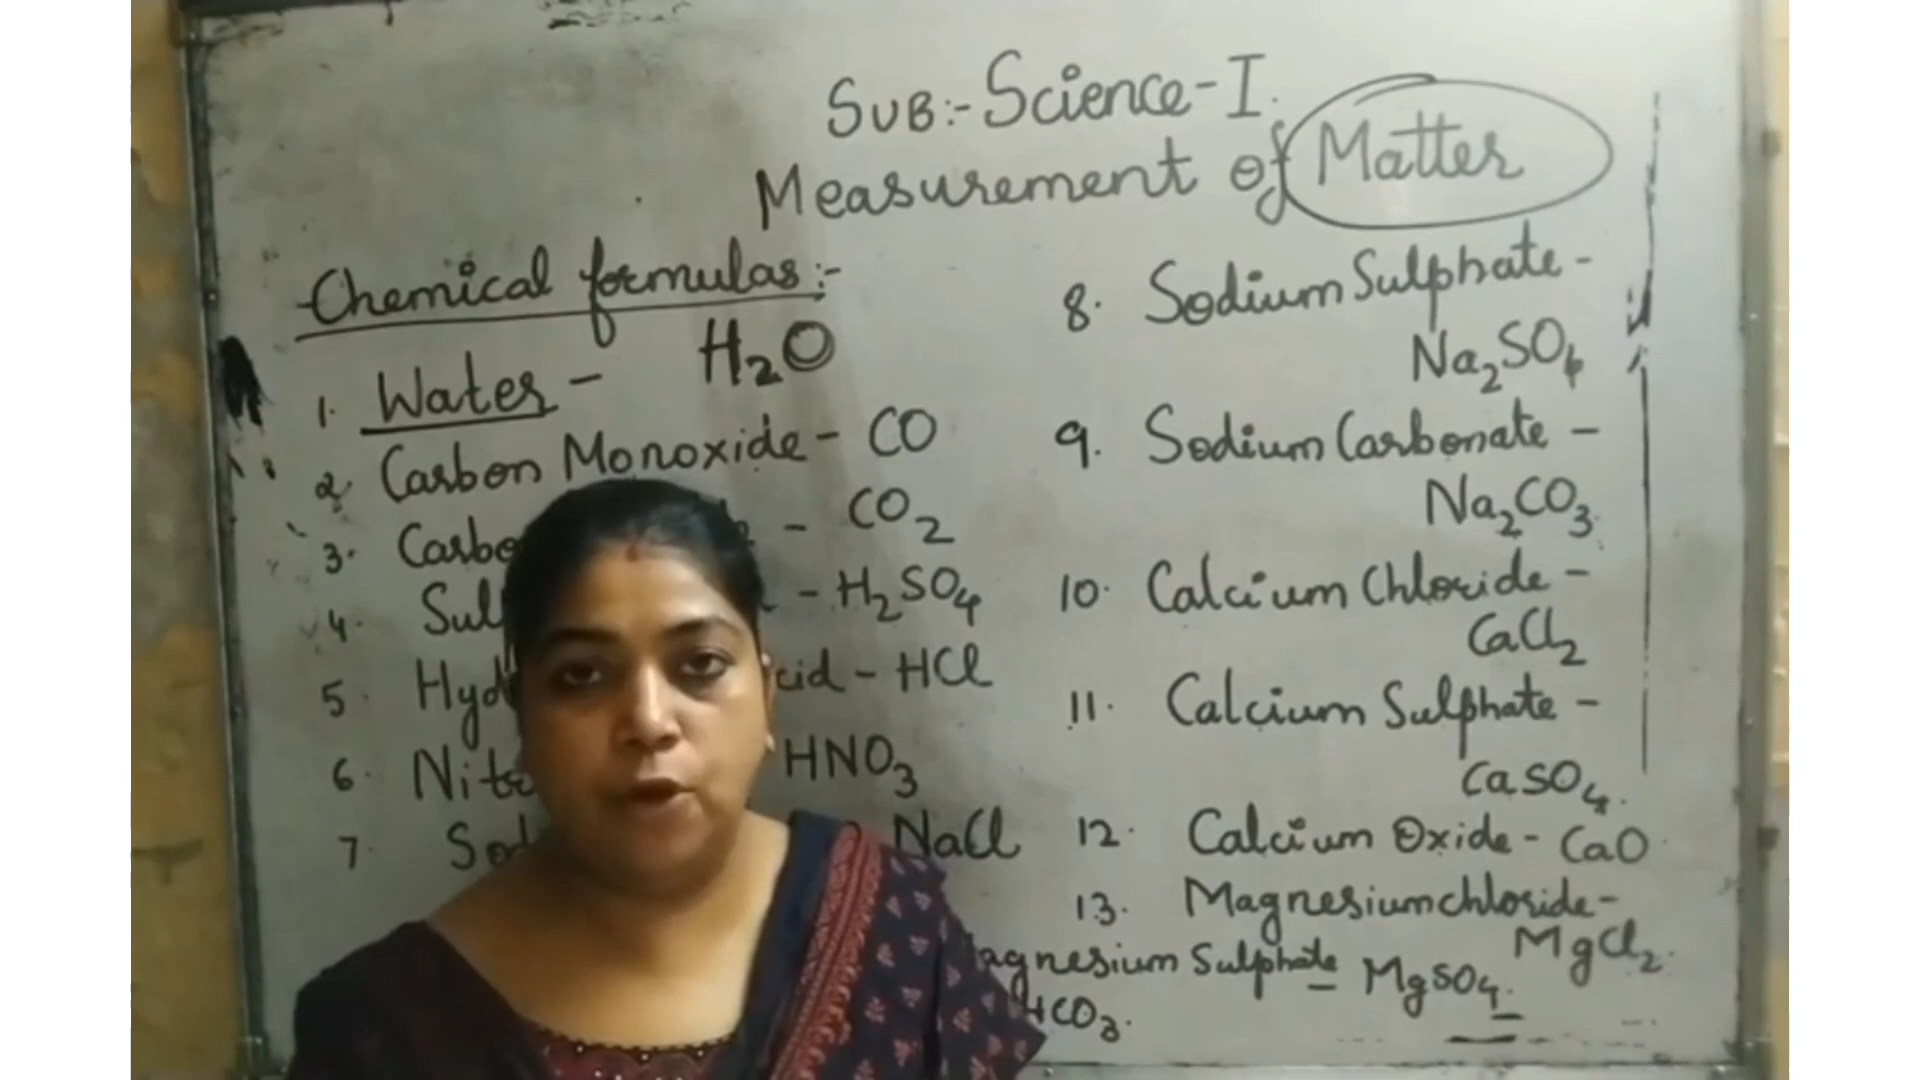 SUB:- Science-I.
Measurement of Matter
Chemical formulas:-
1. Water - H₂O
2. Carbon Monoxide - CO
3. - CO₂
4. - H₂SO₄
5. - HCl
6. HNO₃
7. NaCl
8. Sodium Sulphate -
Na₂SO₄
9. Sodium Carbonate -
Na₂CO₃
10. Calcium Chloride -
CaCl₂
11. Calcium Sulphate -
CaSO₄.
12. Calcium Oxide - CaO
13. Magnesium chloride -
MgCl₂.
Sulphate - MgSO₄.